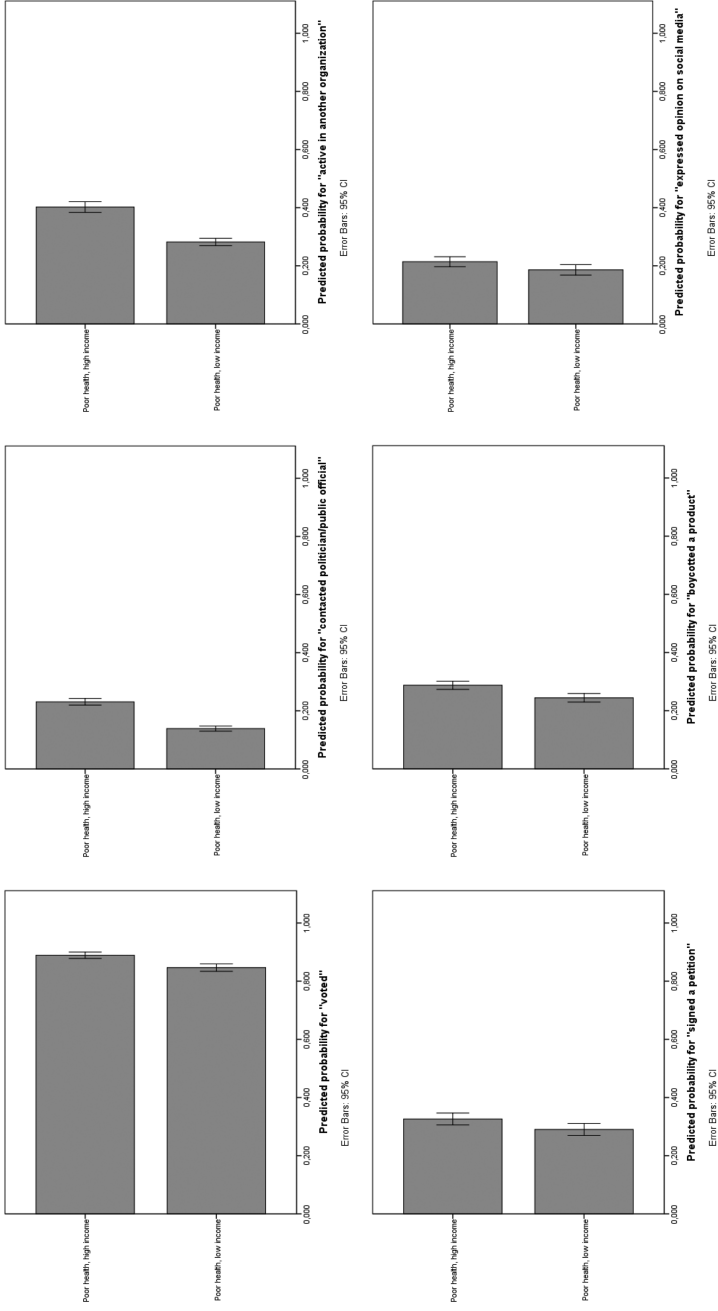 Poor health, high income
Poor health, low income
0,000 0,200 0,400 0,600 0,800 1,000
Predicted probability for "voted"
Error Bars: 95% CI
Poor health, high income
Poor health, low income
0,000 0,200 0,400 0,600 0,800 1,000
Predicted probability for "contacted politician/public official"
Error Bars: 95% CI
Poor health, high income
Poor health, low income
0,000 0,200 0,400 0,600 0,800 1,000
Predicted probability for "active in another organization"
Error Bars: 95% CI
Poor health, high income
Poor health, low income
0,000 0,200 0,400 0,600 0,800 1,000
Predicted probability for "signed a petition"
Error Bars: 95% CI
Poor health, high income
Poor health, low income
0,000 0,200 0,400 0,600 0,800 1,000
Predicted probability for "boycotted a product"
Error Bars: 95% CI
Poor health, high income
Poor health, low income
0,000 0,200 0,400 0,600 0,800 1,000
Predicted probability for "expressed opinion on social media"
Error Bars: 95% CI